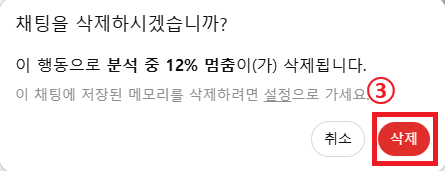 채팅을 삭제하시겠습니까?
이 행동으로 분석 중 12% 멈춤이(가) 삭제됩니다.
이 채팅에 저장된 메모리를 삭제하려면 설정으로 가세요.
③
취소 삭제